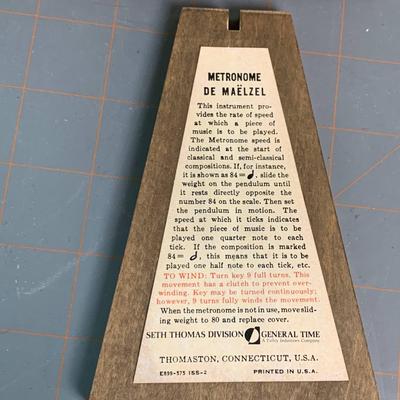 METRONOME
DE MAËLZEL
This instrument pro-
vides the rate of speed
at which a piece of
music is to be played.
The Metronome speed is
indicated at the start of
classical and semi-classical
compositions. If, for instance,
it is shown as 84=♩, slide the
weight on the pendulum until
it rests directly opposite the
number 84 on the scale. Then set
the pendulum in motion. The
speed at which it ticks indicates
that the piece of music is to be
played one quarter note to each
tick. If the composition is marked
84= 𝅗𝅥, this means that it is to be
played one half note to each tick, etc.
TO WIND: Turn key 9 full turns. This
movement has a clutch to prevent over-
winding. Key may be turned continuously;
however, 9 turns fully winds the movement.
When the metronome is not in use, move slid-
ing weight to 80 and replace cover.
SETH THOMAS DIVISION GENERAL TIME
A Talley Industries Company
THOMASTON, CONNECTICUT, U.S.A.
E899-575 ISS-2 PRINTED IN U.S.A.